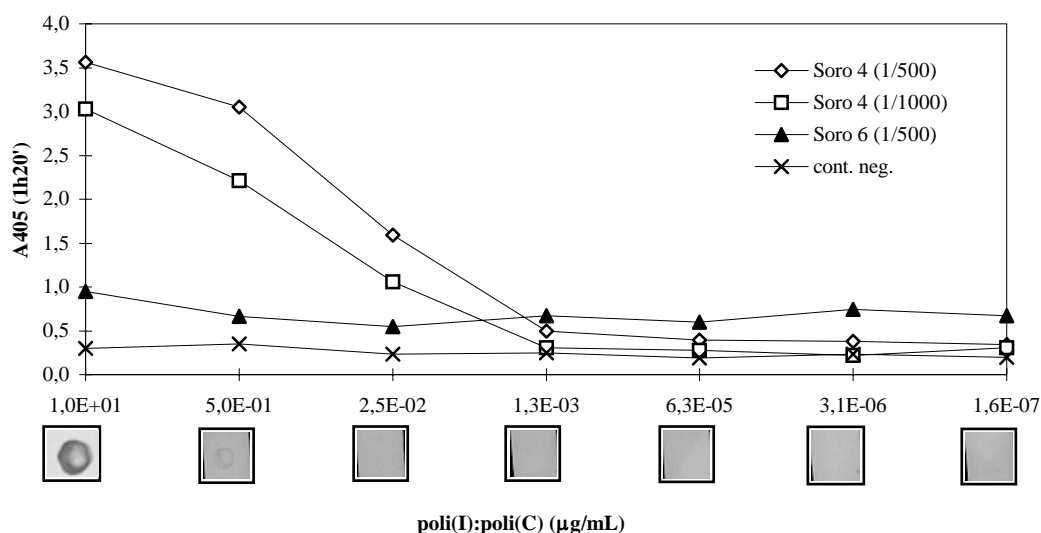 4,0
3,5
3,0
2,5
2,0
1,5
1,0
0,5
0,0
A405 (1h20')
Soro 4 (1/500)
Soro 4 (1/1000)
Soro 6 (1/500)
cont. neg.
1,0E+01 5,0E-01 2,5E-02 1,3E-03 6,3E-05 3,1E-06 1,6E-07
poli(I):poli(C) (µg/mL)